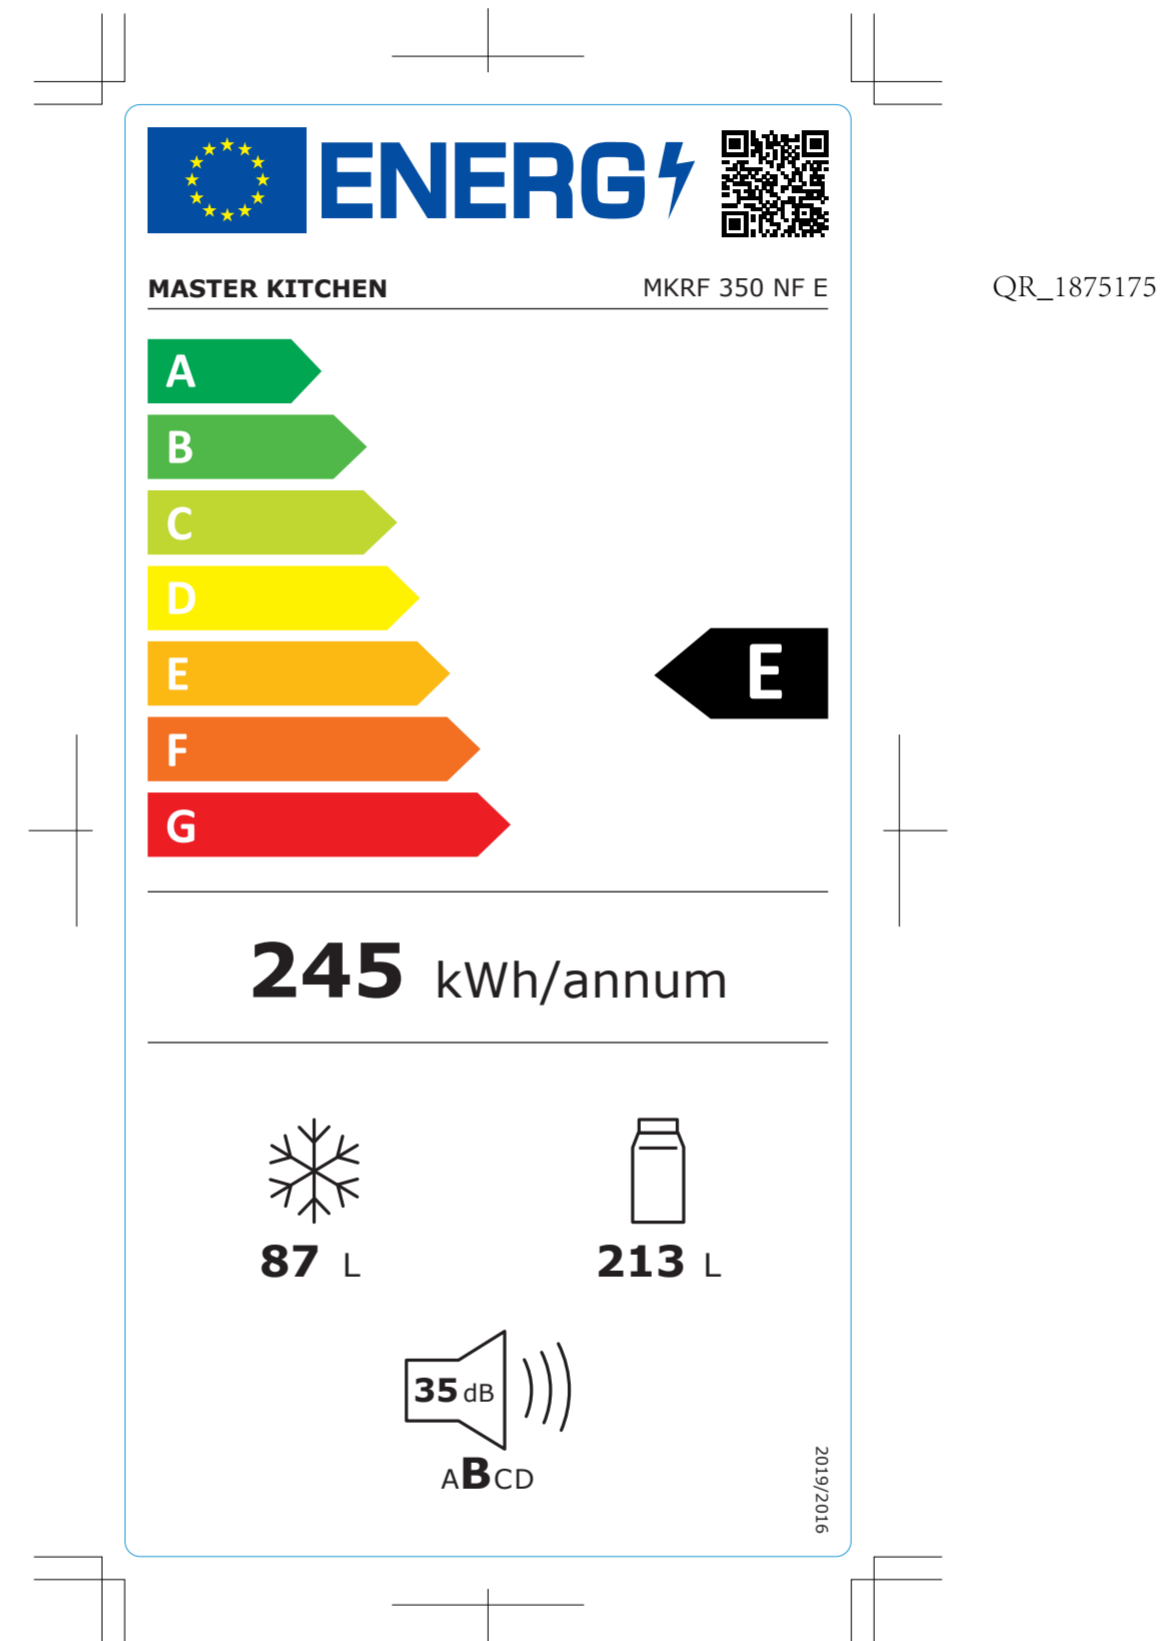 ENERG
MASTER KITCHEN MKRF 350 NF E
QR_1875175
A
B
C
D
E
E
F
G
245 kWh/annum
87 L 213 L
35 dB
ABCD
2019/2016